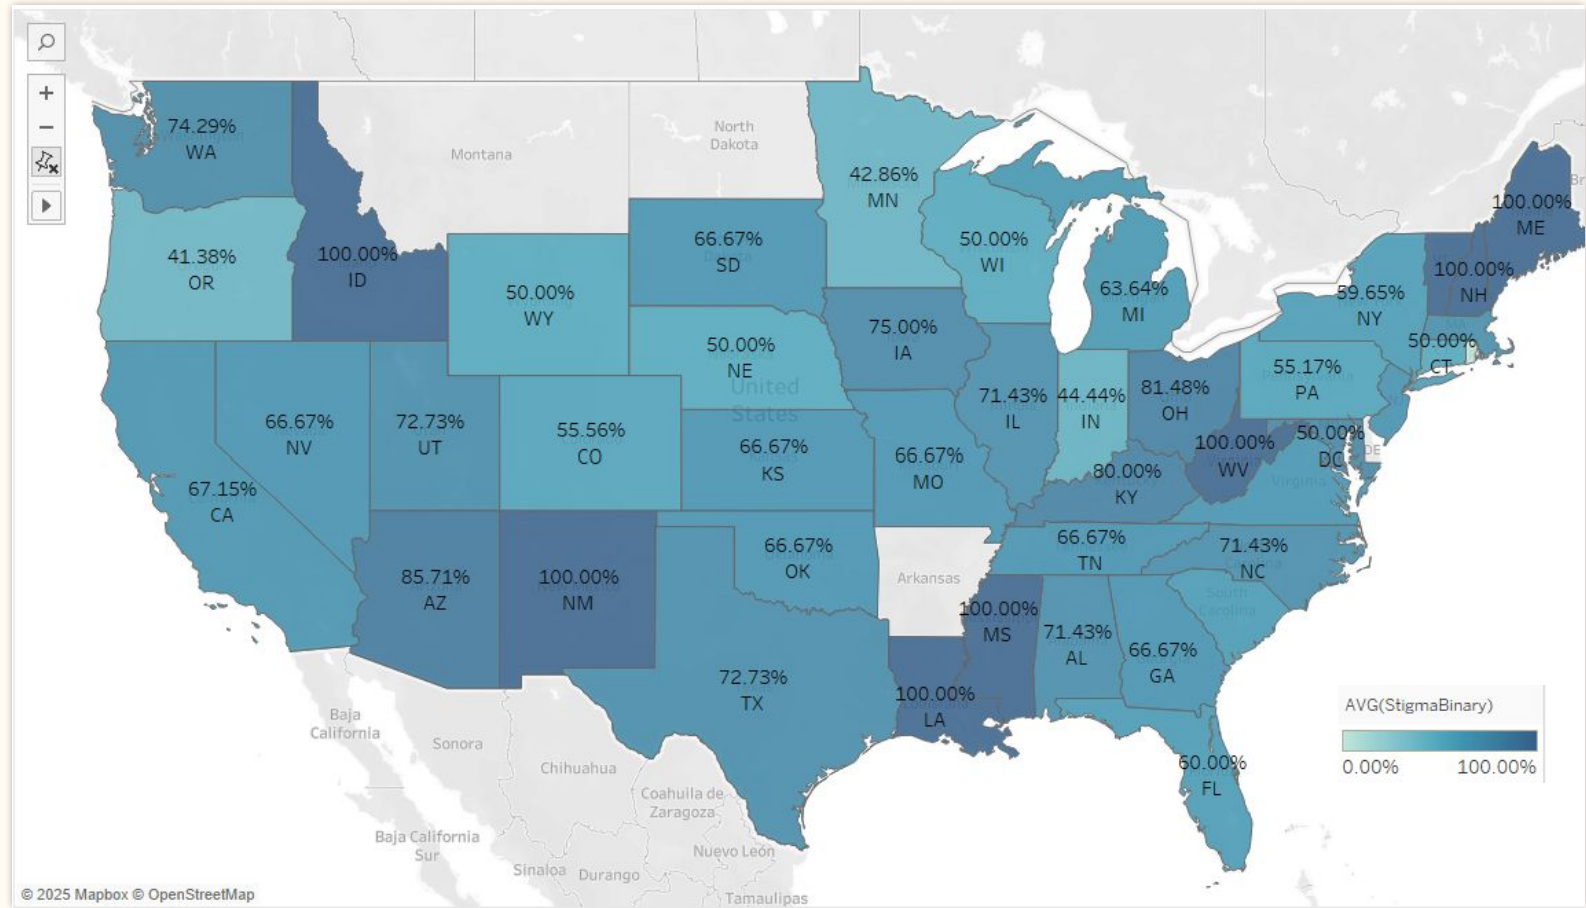 74.29%
WA
Montana
North
Dakota
42.86%
MN
100.00%
ME
41.38%
OR
100.00%
ID
66.67%
SD
50.00%
WI
50.00%
WY
63.64%
MI
59.65%
NY
100.00%
NH
75.00%
IA
50.00%
NE
United
States
50.00%
CT
55.17%
PA
66.67%
NV
72.73%
UT
55.56%
CO
66.67%
KS
66.67%
MO
71.43%
IL
44.44%
IN
81.48%
OH
100.00%
WV
50.00%
DC
DE
Virginia
80.00%
KY
67.15%
CA
85.71%
AZ
100.00%
NM
66.67%
OK
Arkansas
66.67%
TN
71.43%
NC
South
Carolina
100.00%
MS
71.43%
AL
66.67%
GA
72.73%
TX
100.00%
LA
60.00%
FL
AVG(StigmaBinary)
0.00% 100.00%
Baja
California
Sonora
Chihuahua
Coahuila de
Zaragoza
Baja California
Sur
Sinaloa
Durango
Nuevo León
Tamaulipas
© 2025 Mapbox © OpenStreetMap